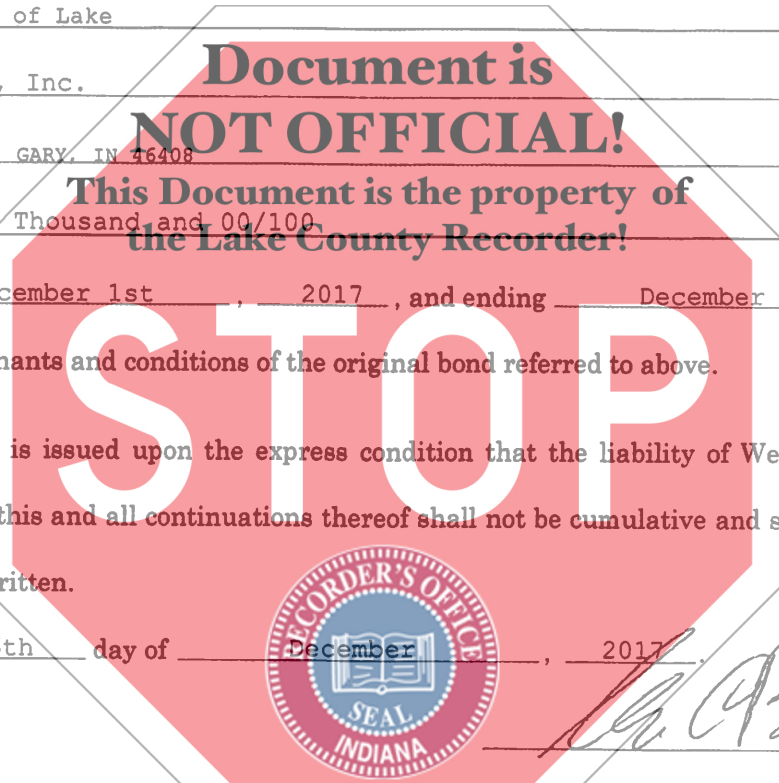 of Lake
Document is
, Inc.
NOT OFFICIAL!
GARY, IN 46408
This Document is the property of
Thousand and 00/100
the Lake County Recorder!
cember 1st , 2017 , and ending December
STOP
nants and conditions of the original bond referred to above.
is issued upon the express condition that the liability of We
this and all continuations thereof shall not be cumulative and s
ritten.
th day of December , 2017 .
RECORDER'S OFFICE
SEAL
INDIANA